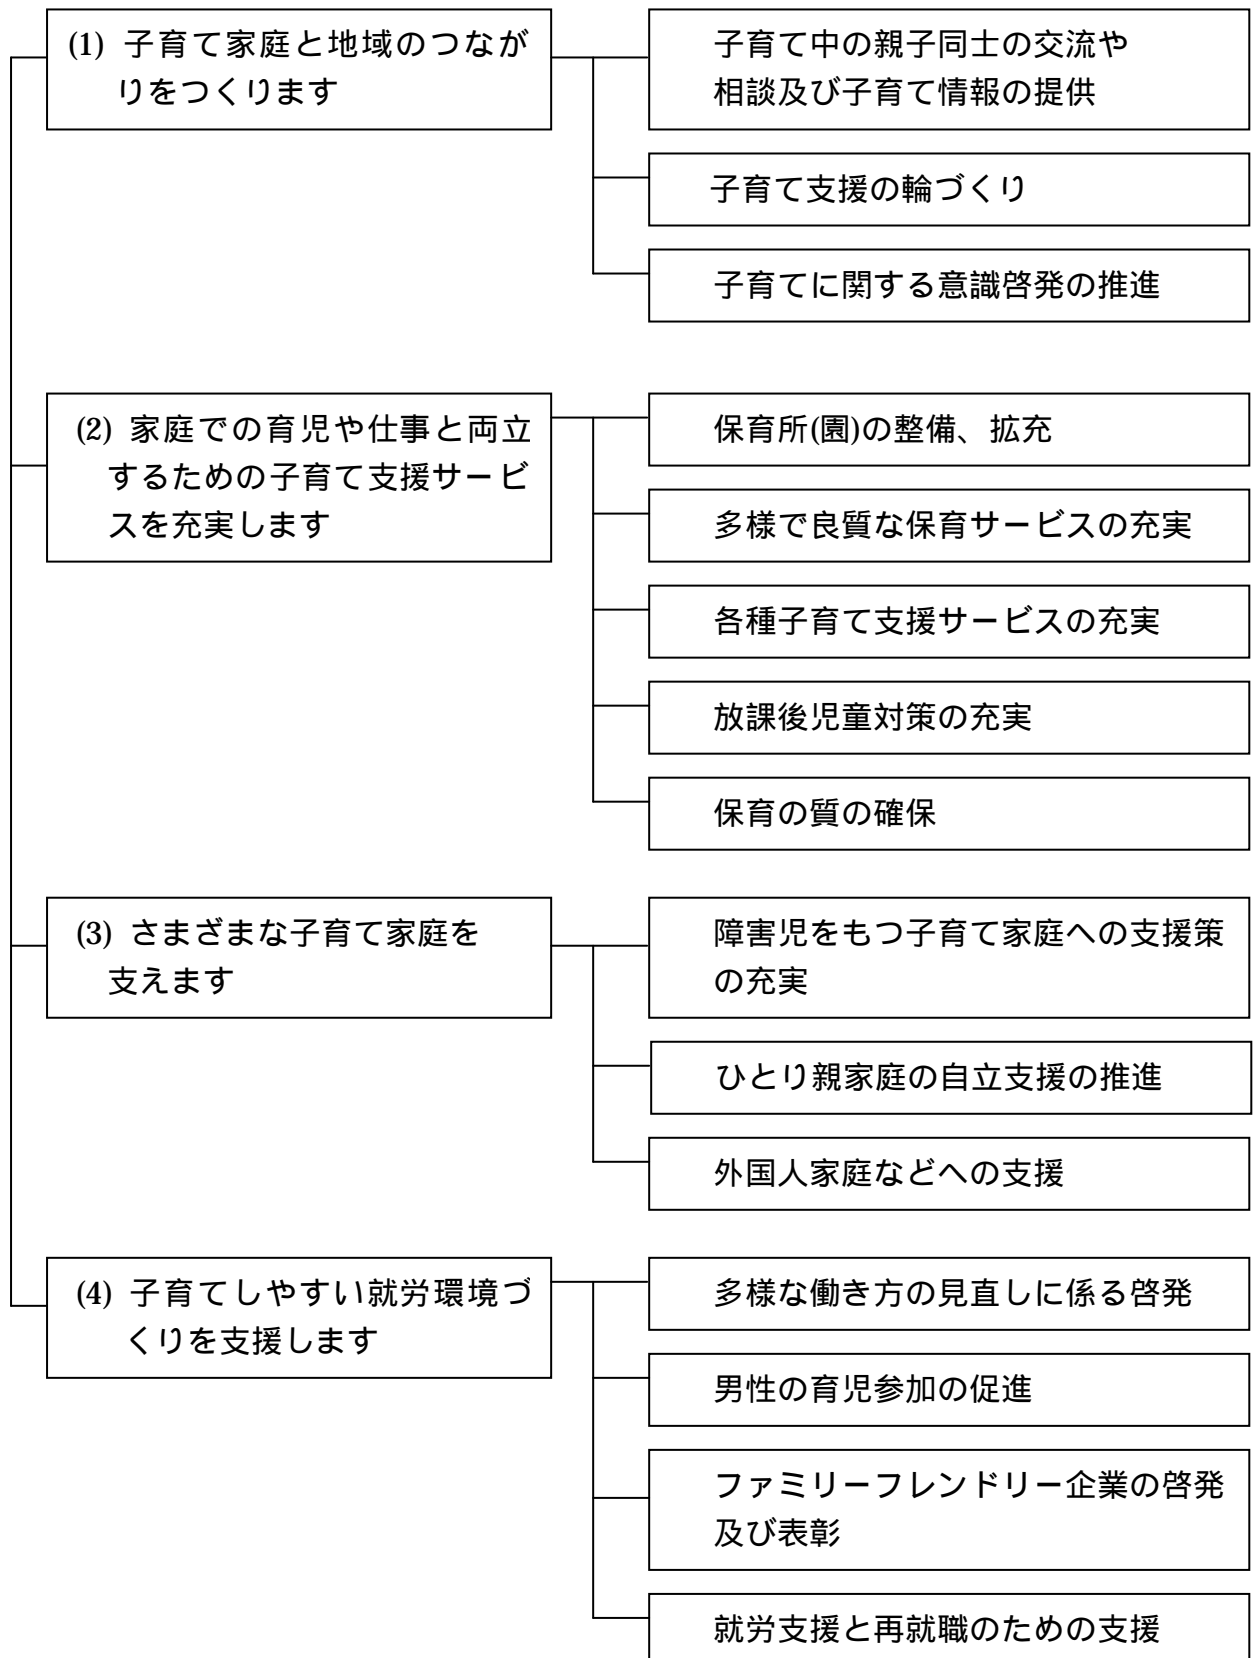 (1) 子育て家庭と地域のつなが
りをつくります
子育て中の親子同士の交流や
相談及び子育て情報の提供
子育て支援の輪づくり
子育てに関する意識啓発の推進
(2) 家庭での育児や仕事と両立
するための子育て支援サービ
スを充実します
保育所(園)の整備、拡充
多様で良質な保育サービスの充実
各種子育て支援サービスの充実
放課後児童対策の充実
保育の質の確保
(3) さまざまな子育て家庭を
支えます
障害児をもつ子育て家庭への支援策
の充実
ひとり親家庭の自立支援の推進
外国人家庭などへの支援
(4) 子育てしやすい就労環境づ
くりを支援します
多様な働き方の見直しに係る啓発
男性の育児参加の促進
ファミリーフレンドリー企業の啓発
及び表彰
就労支援と再就職のための支援